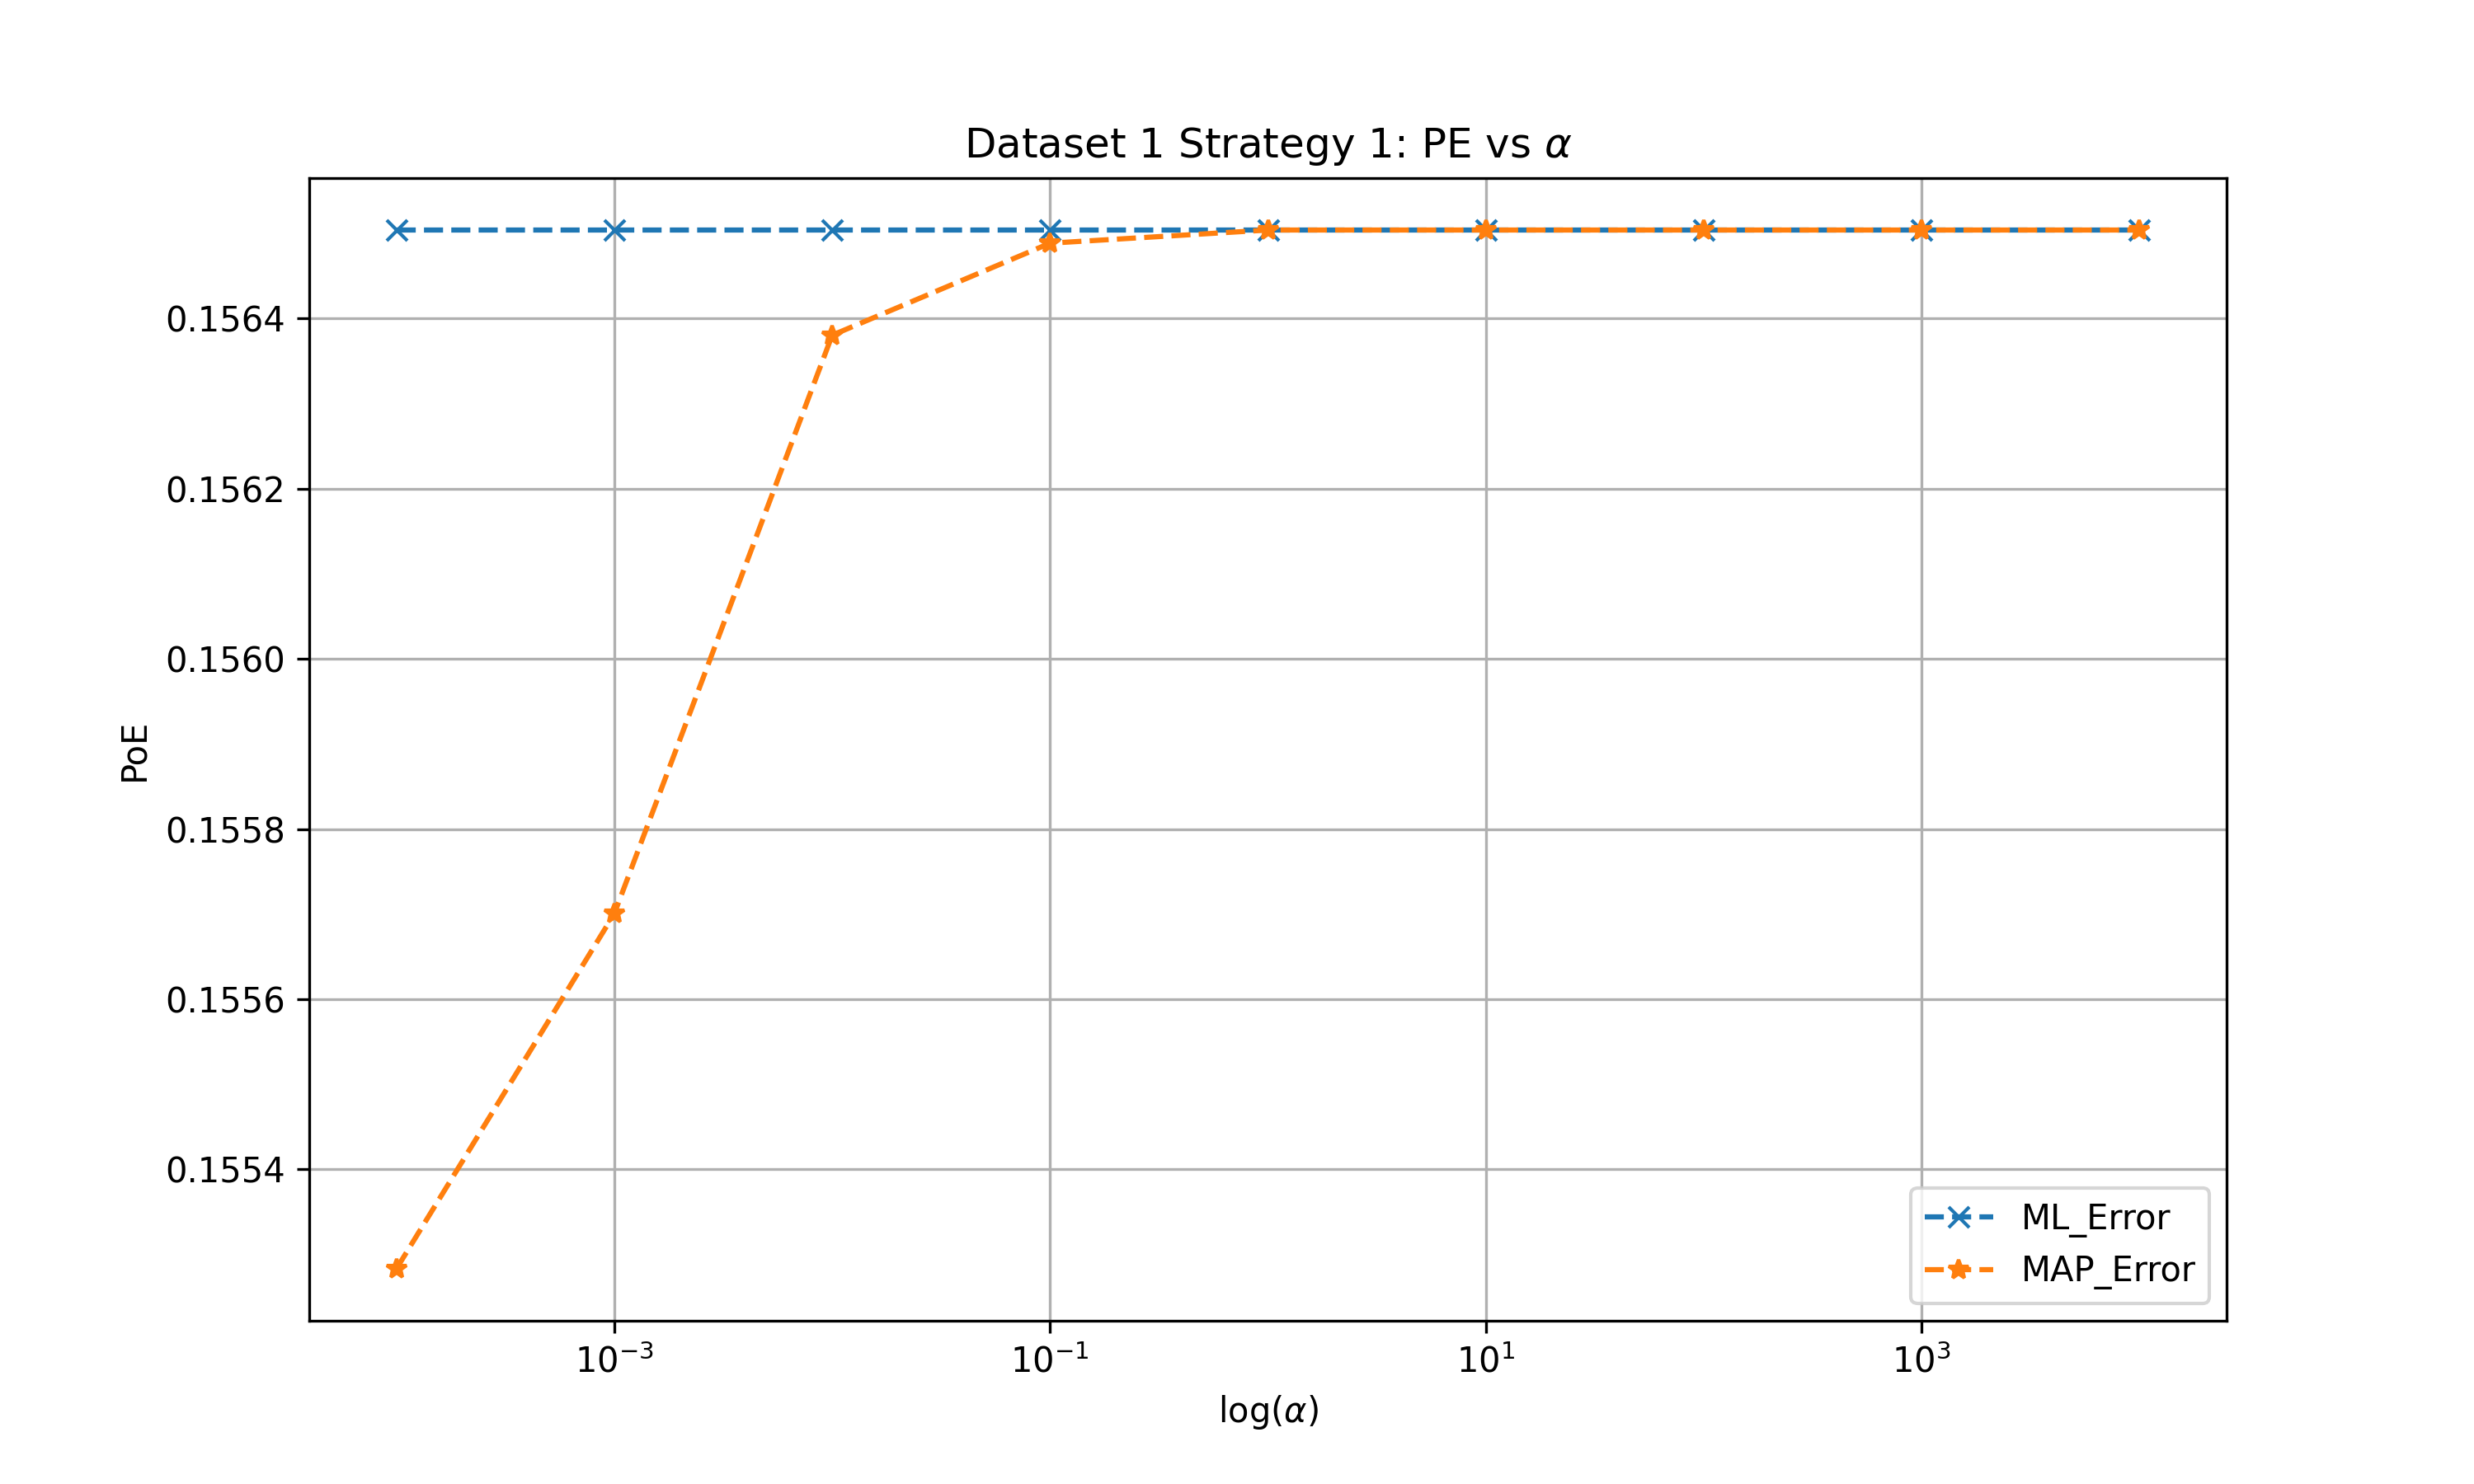 Dataset 1 Strategy 1: PE vs α
PoE
0.1564
0.1562
0.1560
0.1558
0.1556
0.1554
10⁻³
10⁻¹
10¹
10³
log(α)
ML_Error
MAP_Error